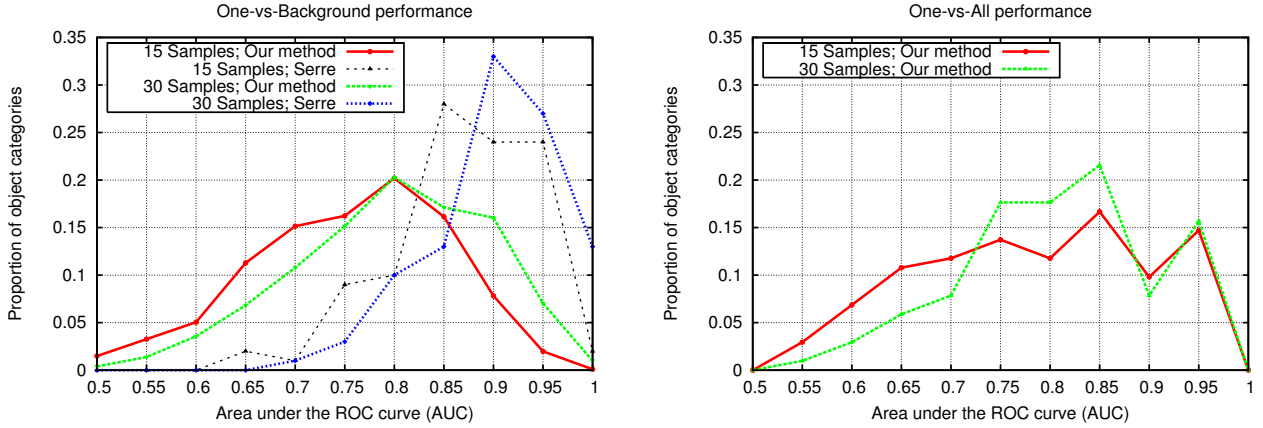 One-vs-Background performance
0.35
0.3
0.25
0.2
0.15
0.1
0.05
0
Proportion of object categories
15 Samples; Our method
15 Samples; Serre
30 Samples; Our method
30 Samples; Serre
0.5 0.55 0.6 0.65 0.7 0.75 0.8 0.85 0.9 0.95 1
Area under the ROC curve (AUC)
One-vs-All performance
0.35
0.3
0.25
0.2
0.15
0.1
0.05
0
Proportion of object categories
15 Samples; Our method
30 Samples; Our method
0.5 0.55 0.6 0.65 0.7 0.75 0.8 0.85 0.9 0.95 1
Area under the ROC curve (AUC)